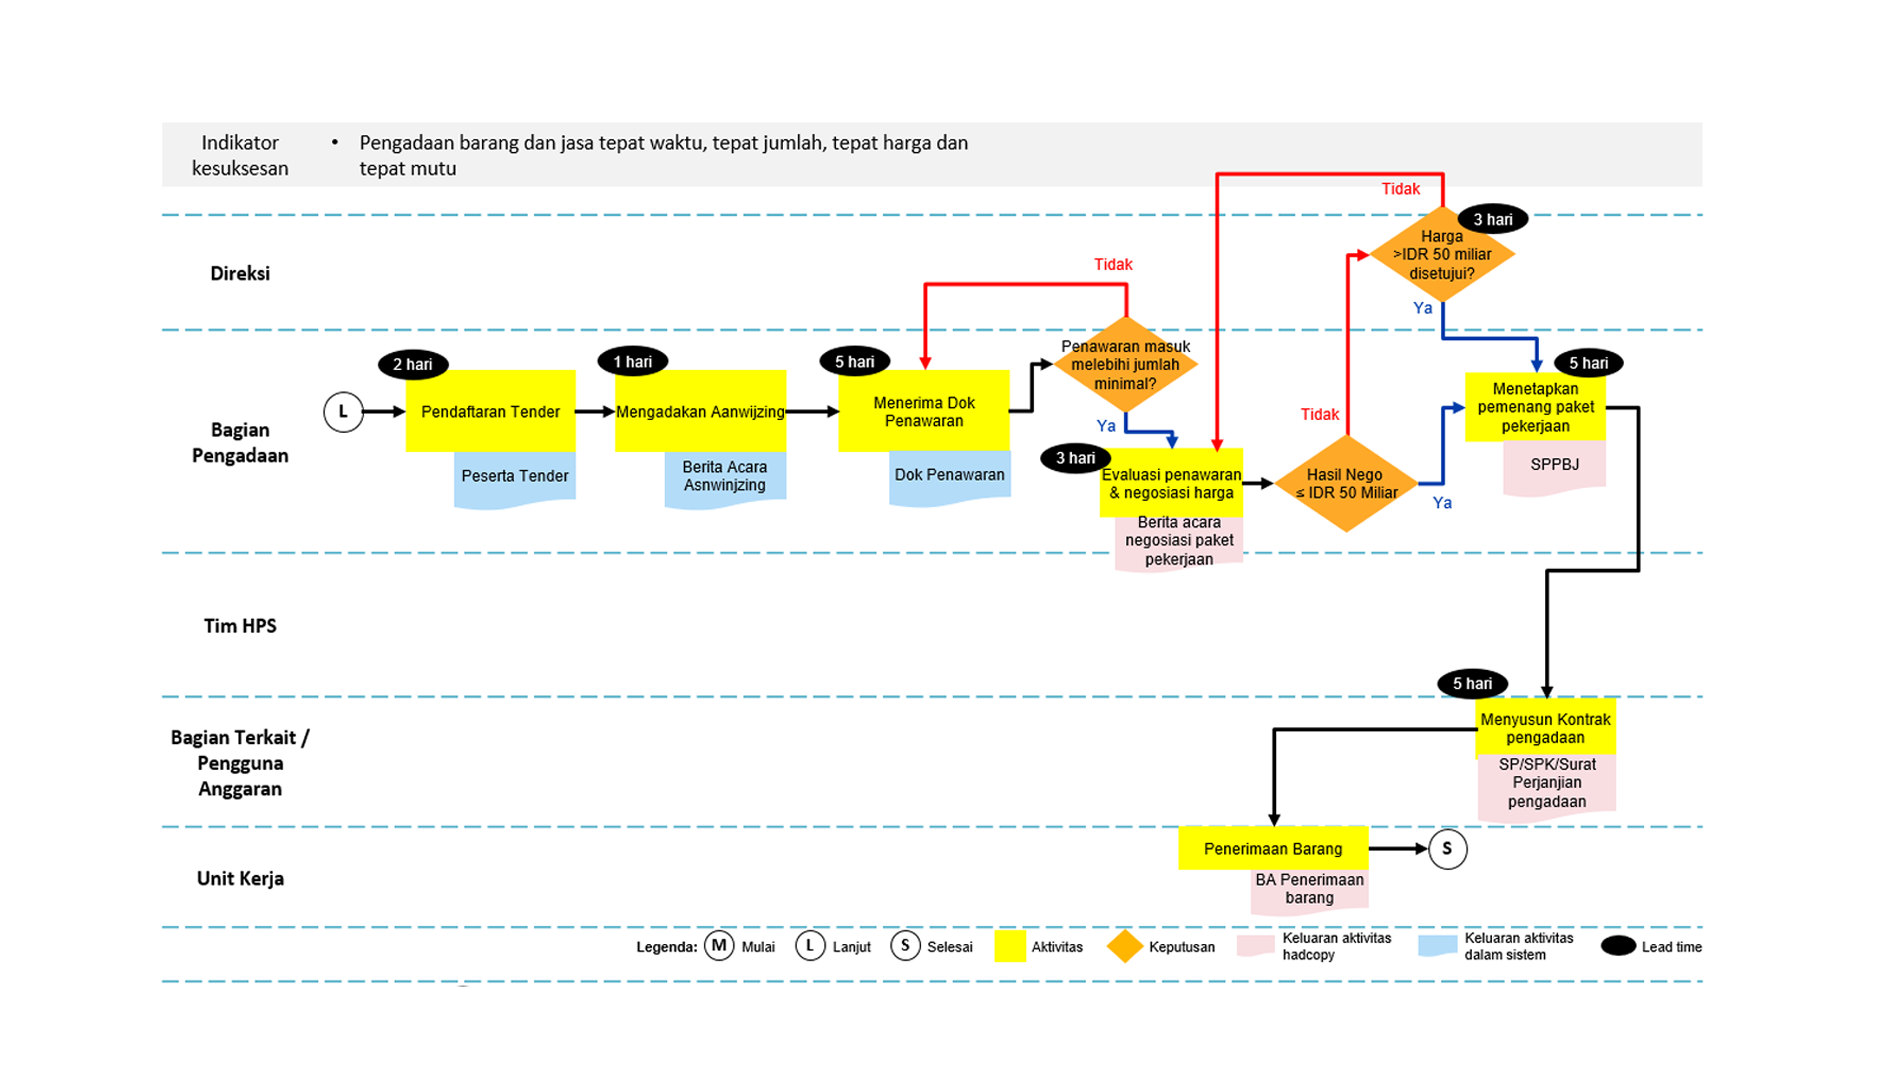 Indikator
kesuksesan
• Pengadaan barang dan jasa tepat waktu, tepat jumlah, tepat harga dan
tepat mutu
Tidak
3 hari
Harga
>IDR 50 miliar
disetujui?
Direksi
Tidak
Ya
Penawaran masuk
melebihi jumlah
minimal?
2 hari
1 hari
5 hari
5 hari
L
Pendaftaran Tender
Mengadakan Aanwijzing
Menerima Dok
Penawaran
Menetapkan
pemenang paket
pekerjaan
Bagian
Pengadaan
Ya
Tidak
3 hari
Peserta Tender
Berita Acara
Asnwinjzing
Dok Penawaran
Evaluasi penawaran
& negosiasi harga
Hasil Nego
≤ IDR 50 Miliar
Ya
SPPBJ
Berita acara
negosiasi paket
pekerjaan
Tim HPS
5 hari
Bagian Terkait /
Pengguna
Anggaran
Menyusun Kontrak
pengadaan
SP/SPK/Surat
Perjanjian
pengadaan
Unit Kerja
Penerimaan Barang
S
BA Penerimaan
barang
Legenda:
M Mulai
L Lanjut
S Selesai
Aktivitas
Keputusan
Keluaran aktivitas
hadcopy
Keluaran aktivitas
dalam sistem
Lead time